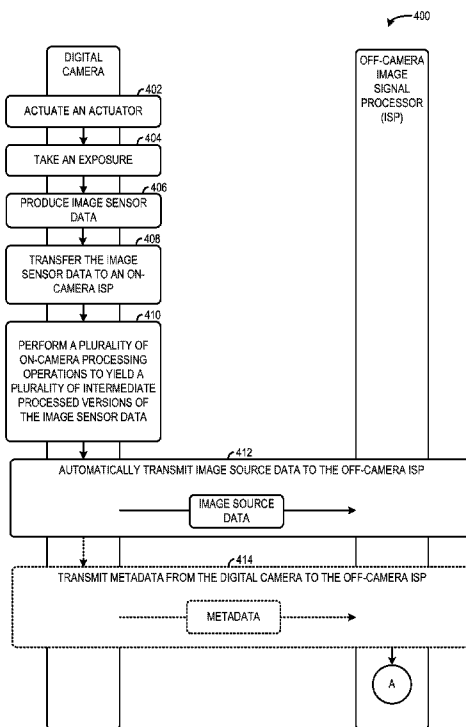 400
DIGITAL
CAMERA
OFF-CAMERA
IMAGE
SIGNAL
PROCESSOR
(ISP)
402
ACTUATE AN ACTUATOR
404
TAKE AN EXPOSURE
406
PRODUCE IMAGE SENSOR
DATA
408
TRANSFER THE IMAGE
SENSOR DATA TO AN ON-
CAMERA ISP
410
PERFORM A PLURALITY OF
ON-CAMERA PROCESSING
OPERATIONS TO YIELD A
PLURALITY OF INTERMEDIATE
PROCESSED VERSIONS OF
THE IMAGE SENSOR DATA
412
AUTOMATICALLY TRANSMIT IMAGE SOURCE DATA TO THE OFF-CAMERA ISP
IMAGE SOURCE
DATA
414
TRANSMIT METADATA FROM THE DIGITAL CAMERA TO THE OFF-CAMERA ISP
METADATA
A